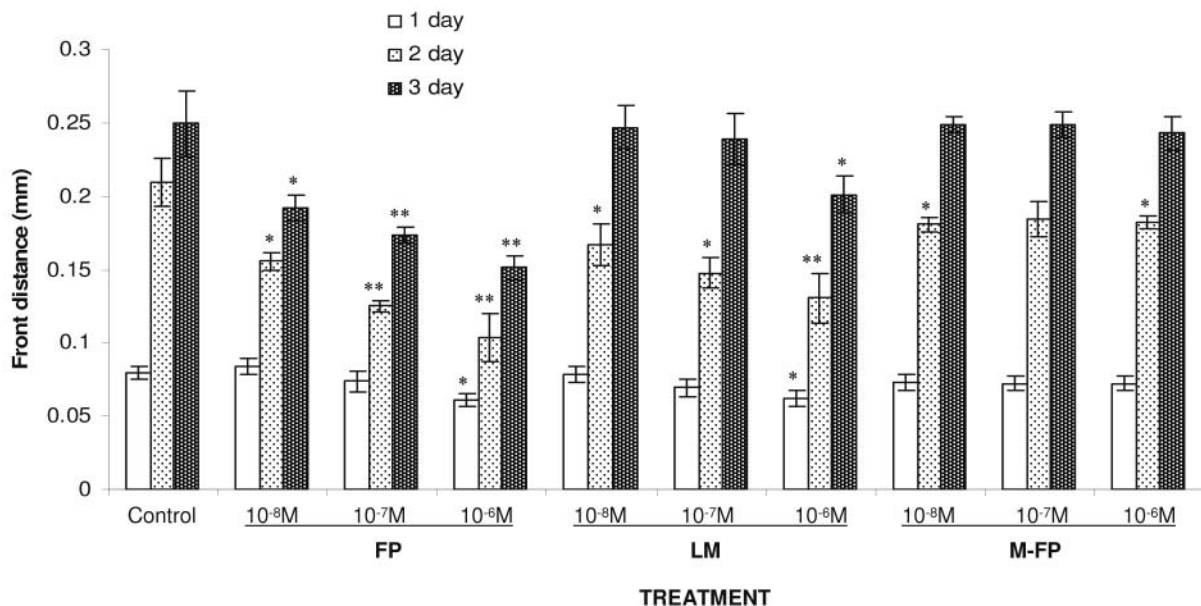 1 day
2 day
3 day
0.3
0.25
0.2
0.15
0.1
0.05
0
Front distance (mm)
* * ** ** * ** ** * * ** * * * *
Control 10⁻⁸M 10⁻⁷M 10⁻⁶M 10⁻⁸M 10⁻⁷M 10⁻⁶M 10⁻⁸M 10⁻⁷M 10⁻⁶M
FP LM M-FP
TREATMENT